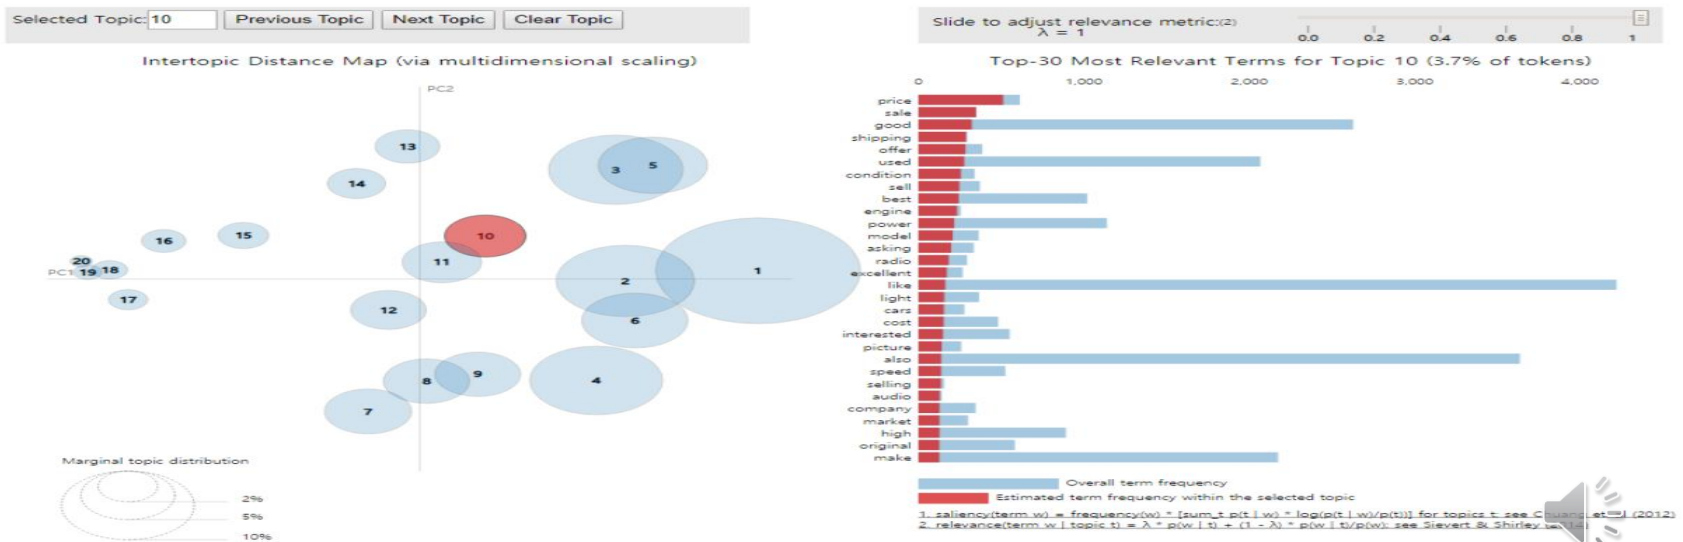 Selected Topic: 10 Previous Topic Next Topic Clear Topic
Slide to adjust relevance metric:(2)
λ = 1
0.0 0.2 0.4 0.6 0.8 1
Intertopic Distance Map (via multidimensional scaling)
PC2
PC1
13
14
3
5
16
15
10
20
19
18
11
1
2
17
12
6
8
9
4
7
Marginal topic distribution
2%
5%
10%
Top-30 Most Relevant Terms for Topic 10 (3.7% of tokens)
0 1,000 2,000 3,000 4,000
price
sale
good
shipping
offer
used
condition
sell
best
engine
power
model
asking
radio
excellent
like
light
cars
cost
interested
picture
also
speed
selling
audio
company
market
high
original
make
Overall term frequency
Estimated term frequency within the selected topic
1. saliency(term w) = frequency(w) * [sum_t p(t | w) * log(p(t | w)/p(t))] for topics t; see Chuang et al (2012)
2. relevance(term w | topic t) = λ * p(w | t) + (1 - λ) * p(w | t)/p(w); see Sievert & Shirley (2014)